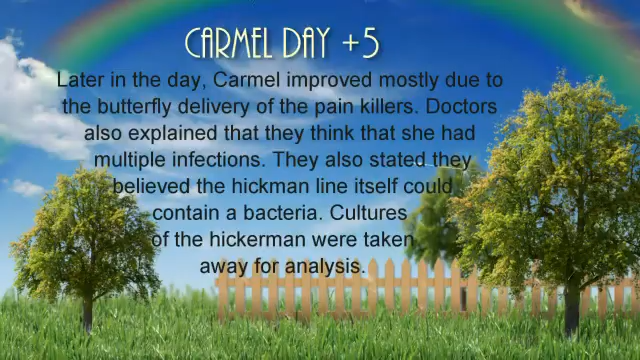 CARMEL DAY +5
Later in the day, Carmel improved mostly due to
the butterfly delivery of the pain killers. Doctors
also explained that they think that she had
multiple infections. They also stated they
believed the hickman line itself could
contain a bacteria. Cultures
of the hickerman were taken
away for analysis.